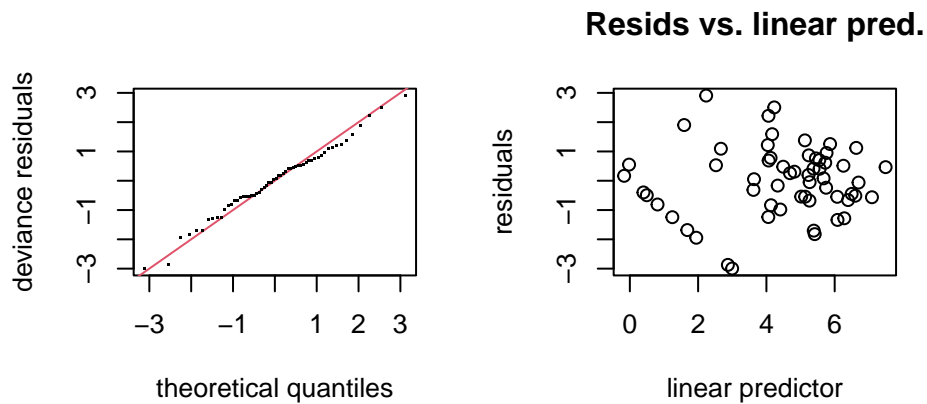 Resids vs. linear pred.
deviance residuals
3
1
−1
−3
−3 −1 1 2 3
theoretical quantiles
residuals
3
1
−1
−3
0 2 4 6
linear predictor